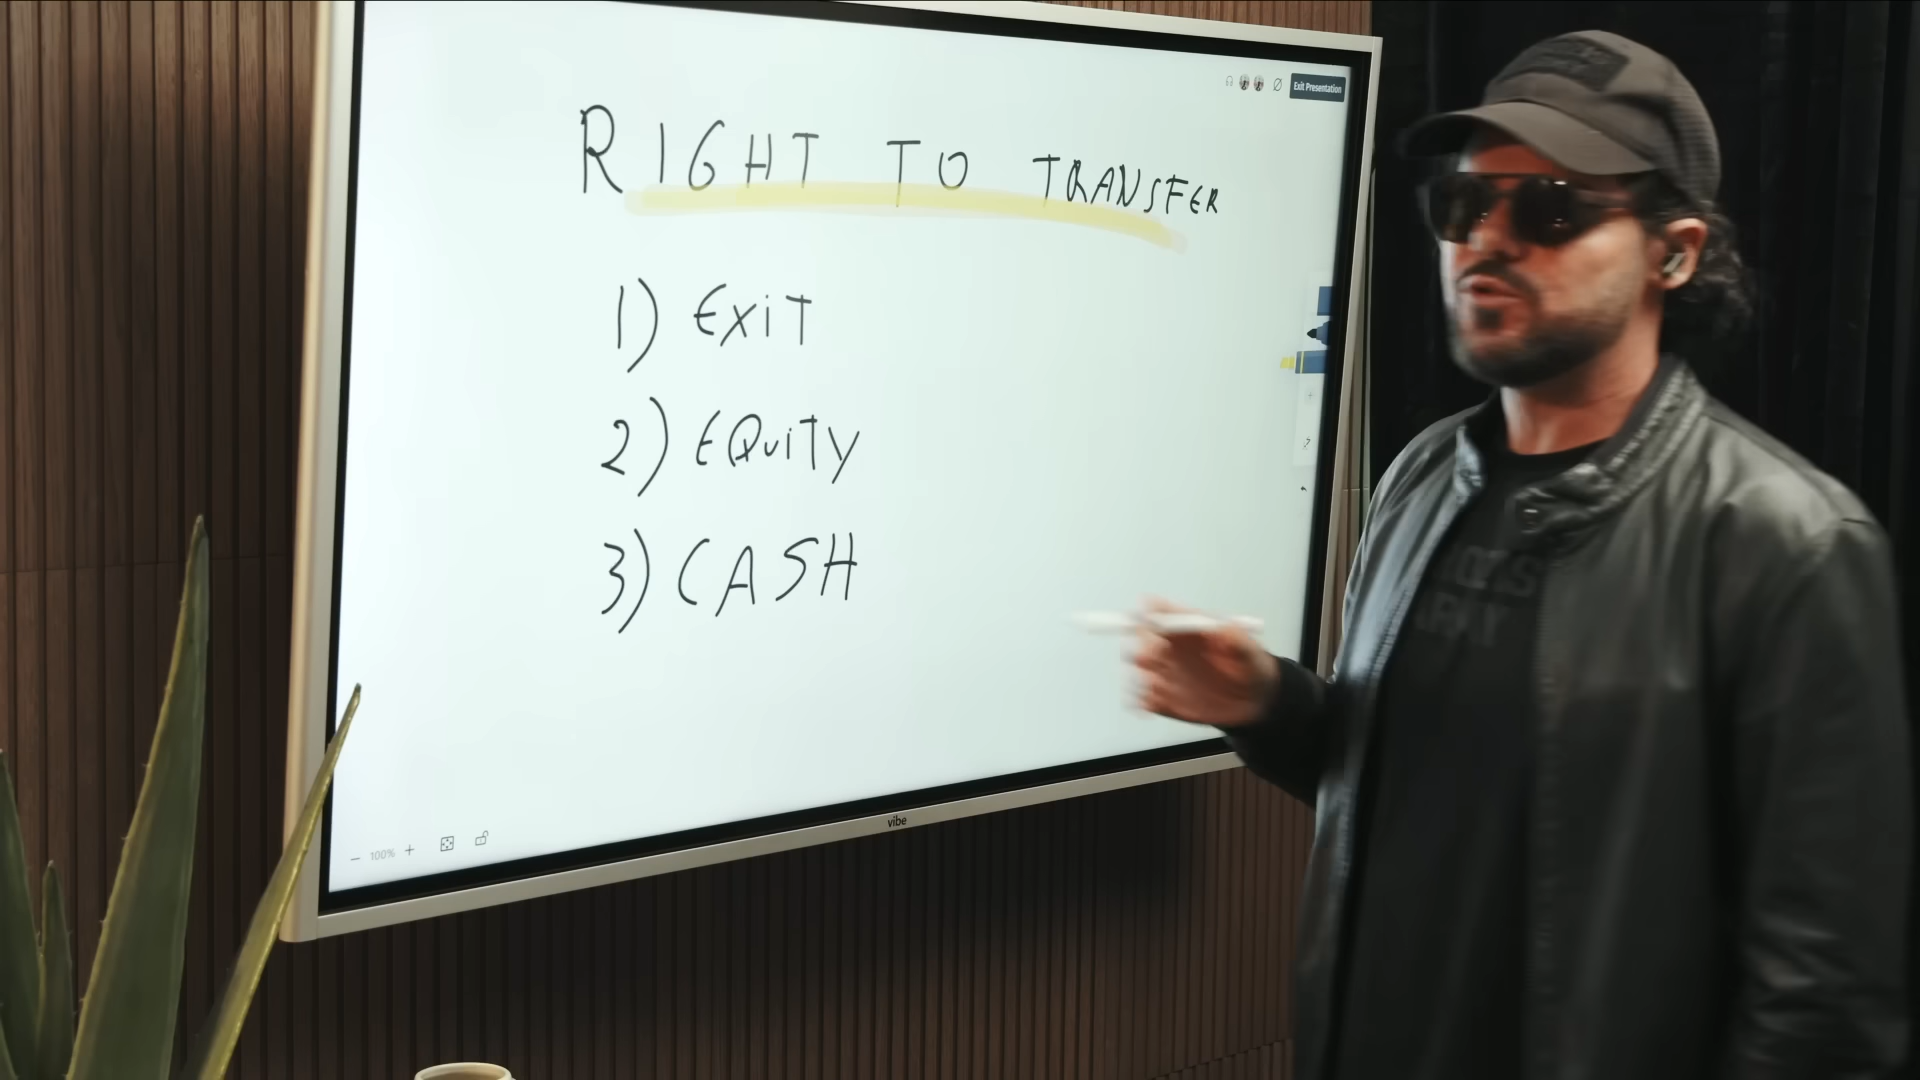 Exit Presentation
RIGHT TO TRANSFER
1) Exit
2) EQuiTy
3) CASH
100%
vibe